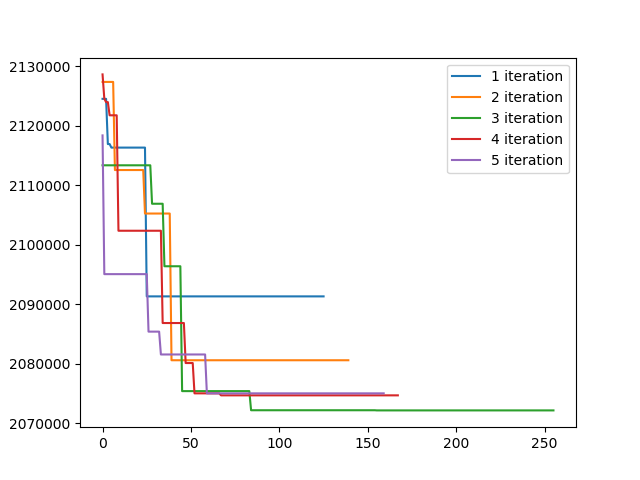 2130000
2120000
2110000
2100000
2090000
2080000
2070000
0
50
100
150
200
250
1 iteration
2 iteration
3 iteration
4 iteration
5 iteration